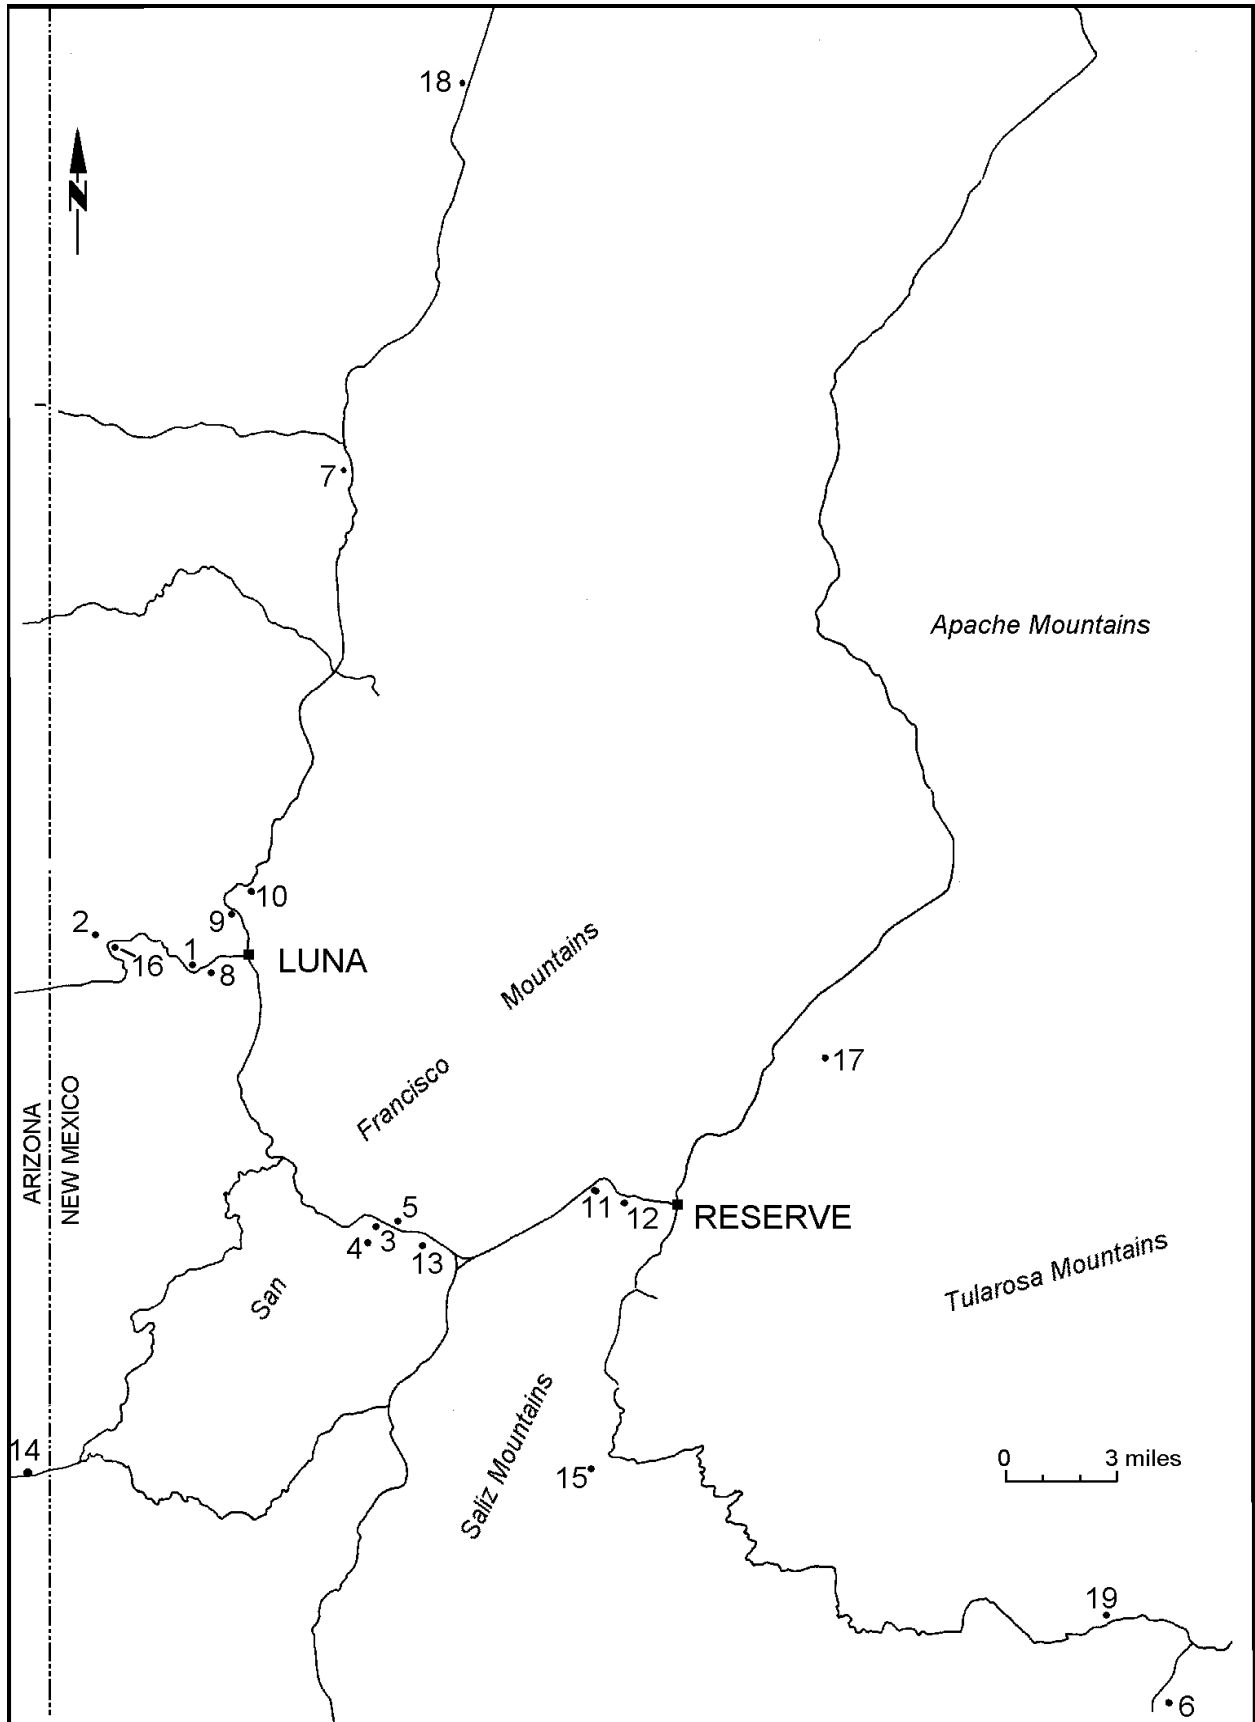 18
N
7
Apache Mountains
10
9
2
1
16
8
LUNA
Mountains
17
Francisco
ARIZONA
NEW MEXICO
5
11
12
RESERVE
3
4
13
Tularosa Mountains
San
Saliz Mountains
14
0 3 miles
15
19
6